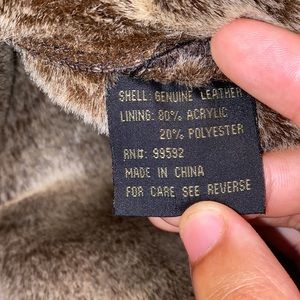 SHELL: GENUINE LEATHER
LINING: 80% ACRYLIC
20% POLYESTER
RN#: 99592
MADE IN CHINA
FOR CARE SEE REVERSE